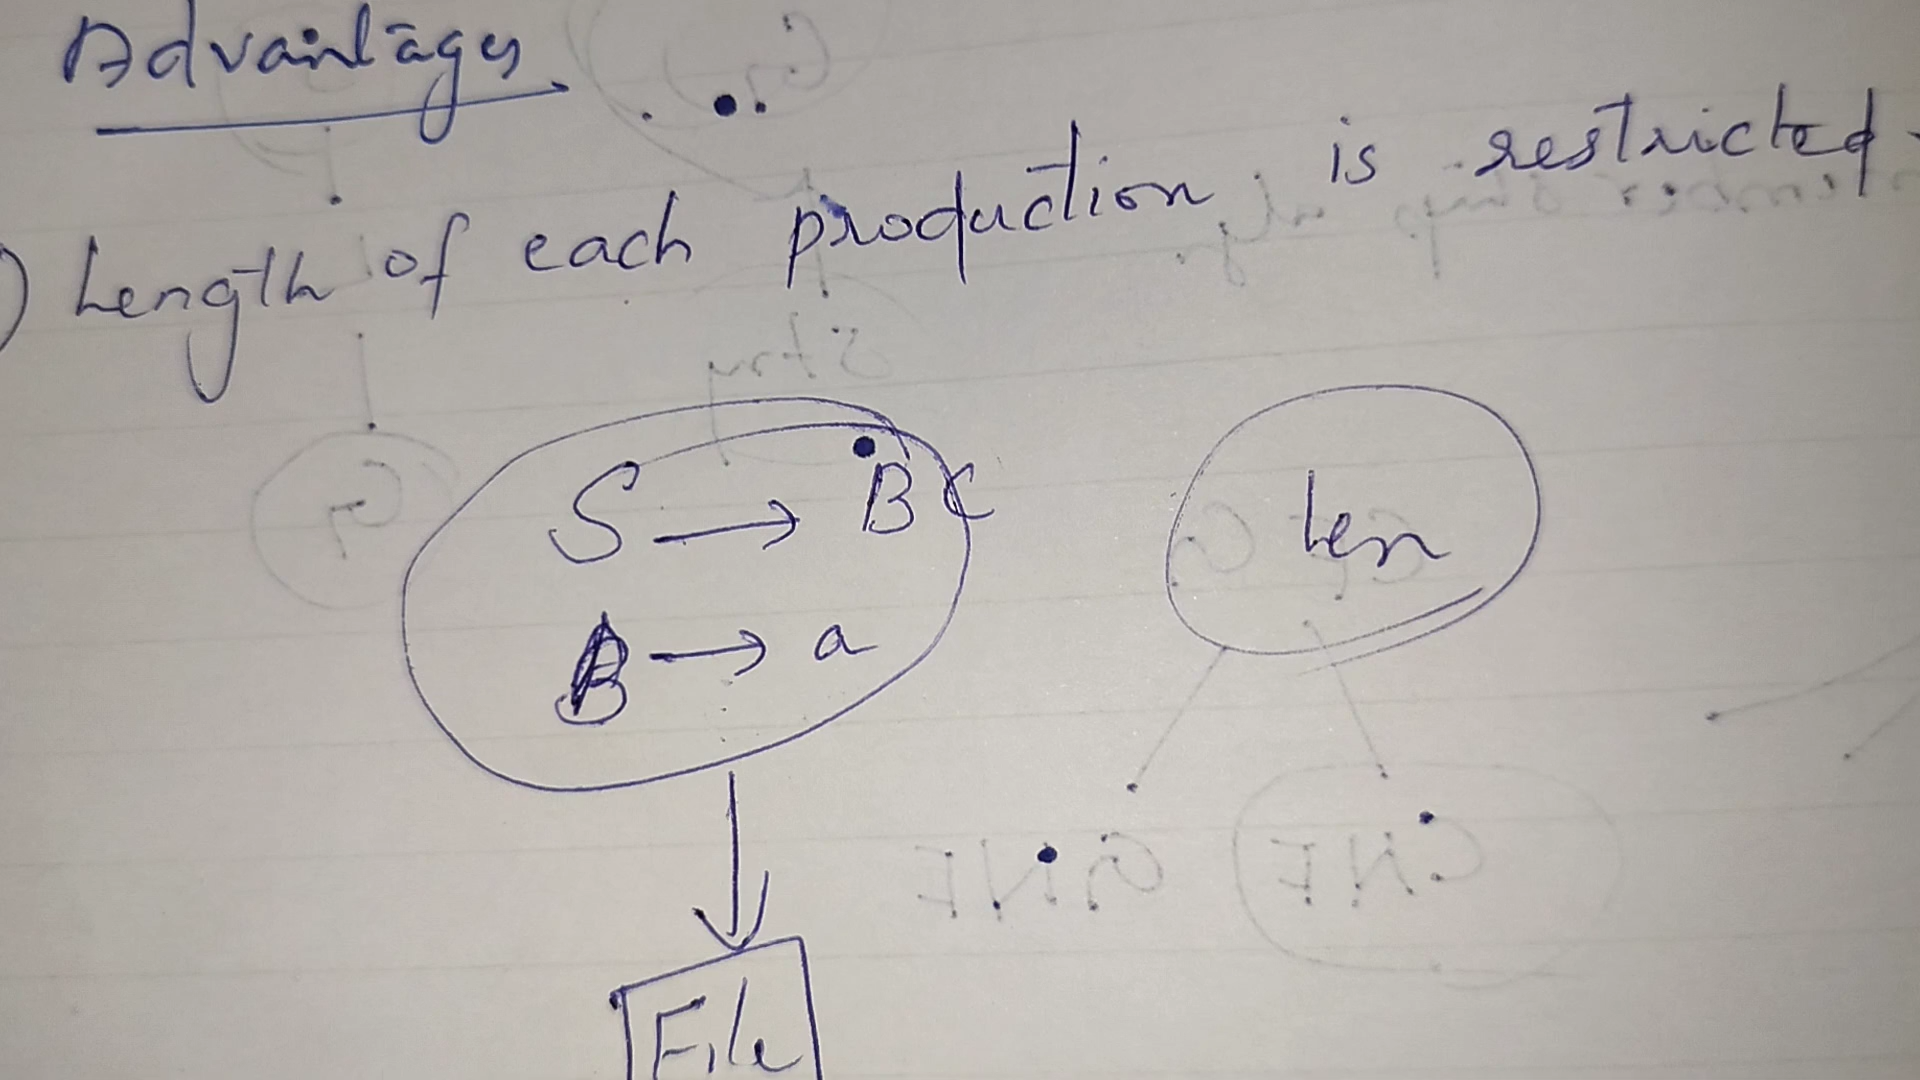 Advantages
) Length of each production is restricted
S → BC
Len
B → a
File